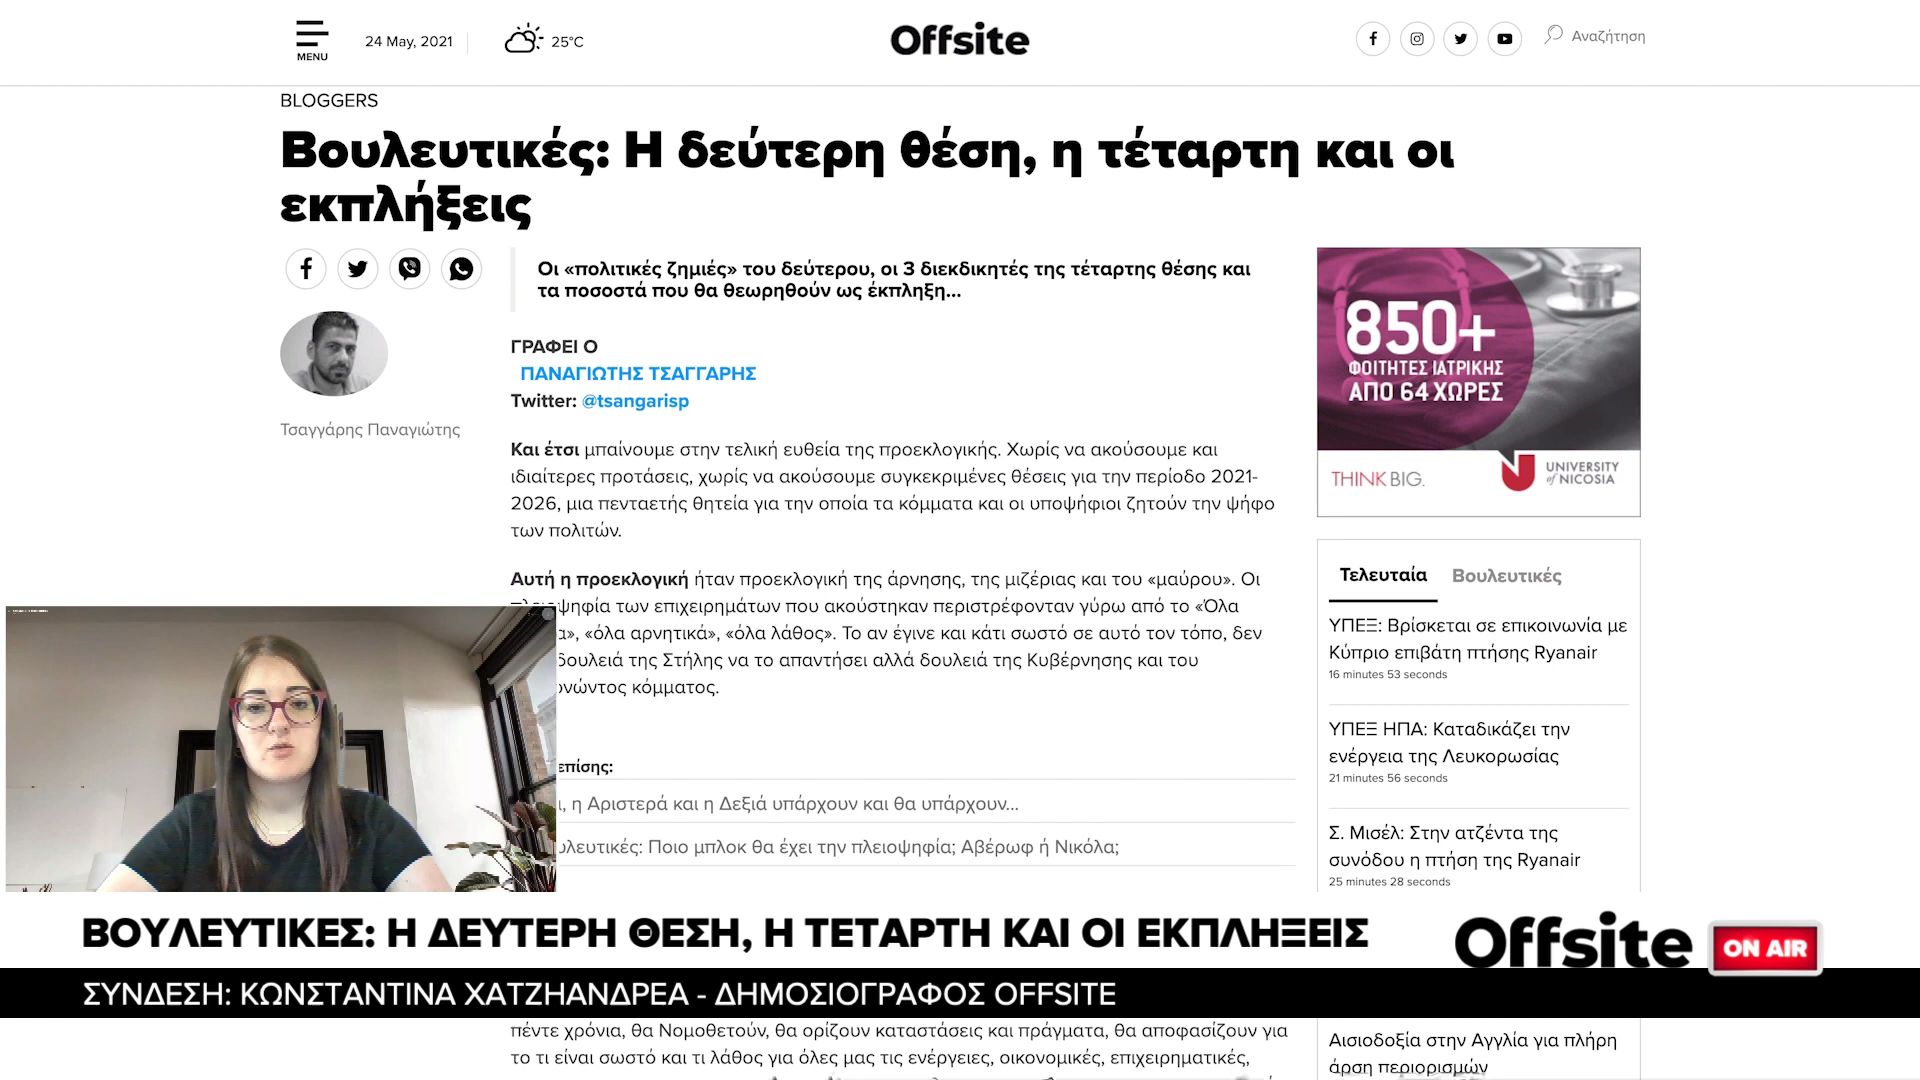 MENU
24 May, 2021
25°C
Offsite
Αναζήτηση
BLOGGERS
Βουλευτικές: Η δεύτερη θέση, η τέταρτη και οι
εκπλήξεις
Οι «πολιτικές ζημιές» του δεύτερου, οι 3 διεκδικητές της τέταρτης θέσης και
τα ποσοστά που θα θεωρηθούν ως έκπληξη...
ΓΡΑΦΕΙ Ο
ΠΑΝΑΓΙΩΤΗΣ ΤΣΑΓΓΑΡΗΣ
Twitter: @tsangarisp
Τσαγγάρης Παναγιώτης
Και έτσι μπαίνουμε στην τελική ευθεία της προεκλογικής. Χωρίς να ακούσουμε και
ιδιαίτερες προτάσεις, χωρίς να ακούσουμε συγκεκριμένες θέσεις για την περίοδο 2021-
2026, μια πενταετής θητεία για την οποία τα κόμματα και οι υποψήφιοι ζητούν την ψήφο
των πολιτών.
Αυτή η προεκλογική ήταν προεκλογική της άρνησης, της μιζέριας και του «μαύρου». Οι
των επιχειρημάτων που ακούστηκαν περιστρέφονταν γύρω από το «Όλα
«όλα αρνητικά», «όλα λάθος». Το αν έγινε και κάτι σωστό σε αυτό τον τόπο, δεν
δουλειά της Στήλης να το απαντήσει αλλά δουλειά της Κυβέρνησης και του
κόμματος.
επίσης:
η Αριστερά και η Δεξιά υπάρχουν και θα υπάρχουν...
Ποιο μπλοκ θα έχει την πλειοψηφία; Αβέρωφ ή Νικόλα;
850+
ΦΟΙΤΗΤΕΣ ΙΑΤΡΙΚΗΣ
ΑΠΟ 64 ΧΩΡΕΣ
THINK BIG.
UNIVERSITY
of NICOSIA
Τελευταία Βουλευτικές
ΥΠΕΞ: Βρίσκεται σε επικοινωνία με
Κύπριο επιβάτη πτήσης Ryanair
16 minutes 53 seconds
ΥΠΕΞ ΗΠΑ: Καταδικάζει την
ενέργεια της Λευκορωσίας
21 minutes 56 seconds
Σ. Μισέλ: Στην ατζέντα της
συνόδου η πτήση της Ryanair
25 minutes 28 seconds
ΒΟΥΛΕΥΤΙΚΕΣ: Η ΔΕΥΤΕΡΗ ΘΕΣΗ, Η ΤΕΤΑΡΤΗ ΚΑΙ ΟΙ ΕΚΠΛΗΞΕΙΣ
Offsite ON AIR
ΣΥΝΔΕΣΗ: ΚΩΝΣΤΑΝΤΙΝΑ ΧΑΤΖΗΑΝΔΡΕΑ - ΔΗΜΟΣΙΟΓΡΑΦΟΣ OFFSITE
πέντε χρόνια, θα Νομοθετούν, θα ορίζουν καταστάσεις και πράγματα, θα αποφασίζουν για
το τι είναι σωστό και τι λάθος για όλες μας τις ενέργειες, οικονομικές, επιχειρηματικές,
Αισιοδοξία στην Αγγλία για πλήρη
άρση περιορισμών